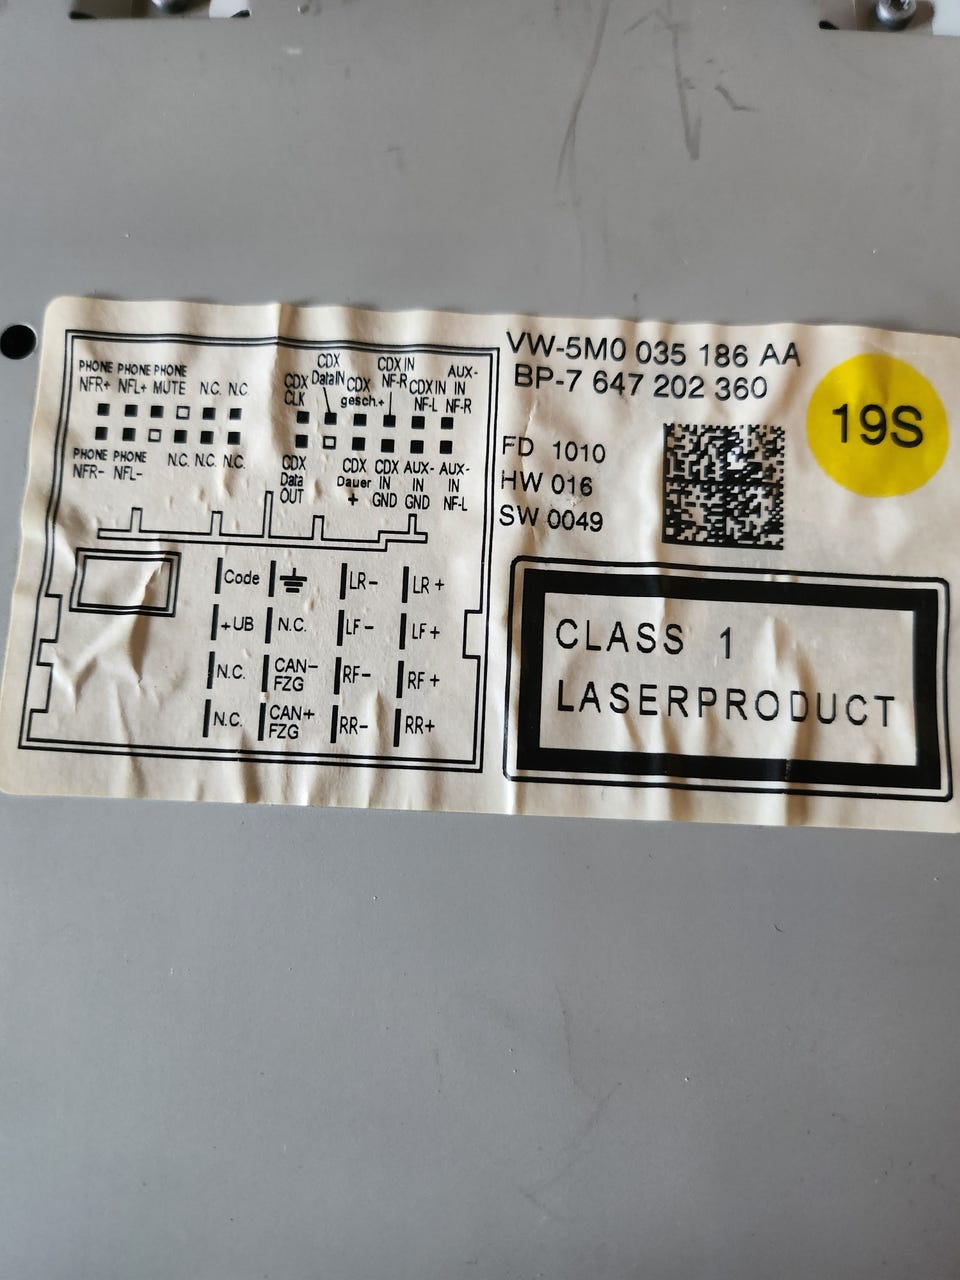 PHONE PHONE PHONE
NFR+ NFL+ MUTE N.C. N.C.
CDX CLK
CDX DataIN
CDX gesch.+
CDX IN NF-R
CDX IN NF-L
AUX-IN NF-R
PHONE PHONE
NFR- NFL- N.C. N.C. N.C.
CDX Data OUT
CDX Dauer +
CDX IN GND
AUX-IN GND
AUX-IN NF-L
Code LR- LR+
+UB N.C. LF- LF+
N.C. CAN- FZG RF- RF+
N.C. CAN+ FZG RR- RR+
VW-5M0 035 186 AA
BP-7 647 202 360
19S
FD 1010
HW 016
SW 0049
CLASS 1
LASERPRODUCT